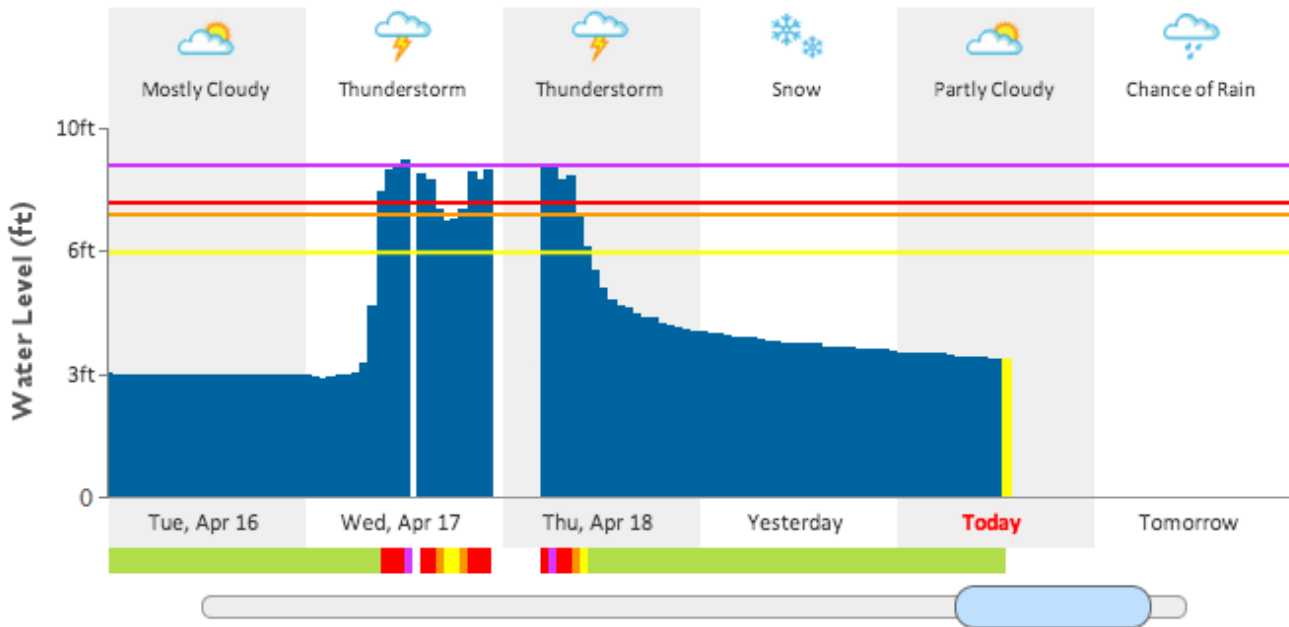 Mostly Cloudy
Thunderstorm
Thunderstorm
Snow
Partly Cloudy
Chance of Rain
10ft
6ft
3ft
0
Water Level (ft)
Tue, Apr 16
Wed, Apr 17
Thu, Apr 18
Yesterday
Today
Tomorrow